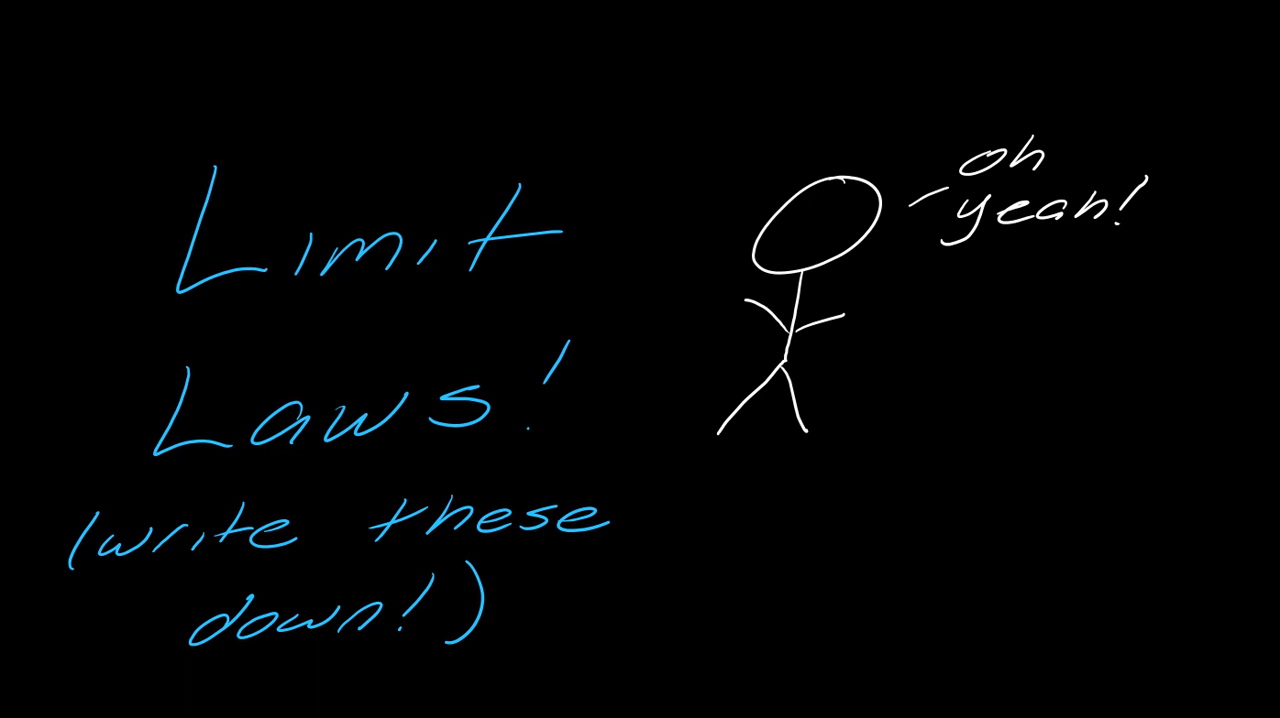 Limit
Laws!
(write these
down!)
oh
yeah!